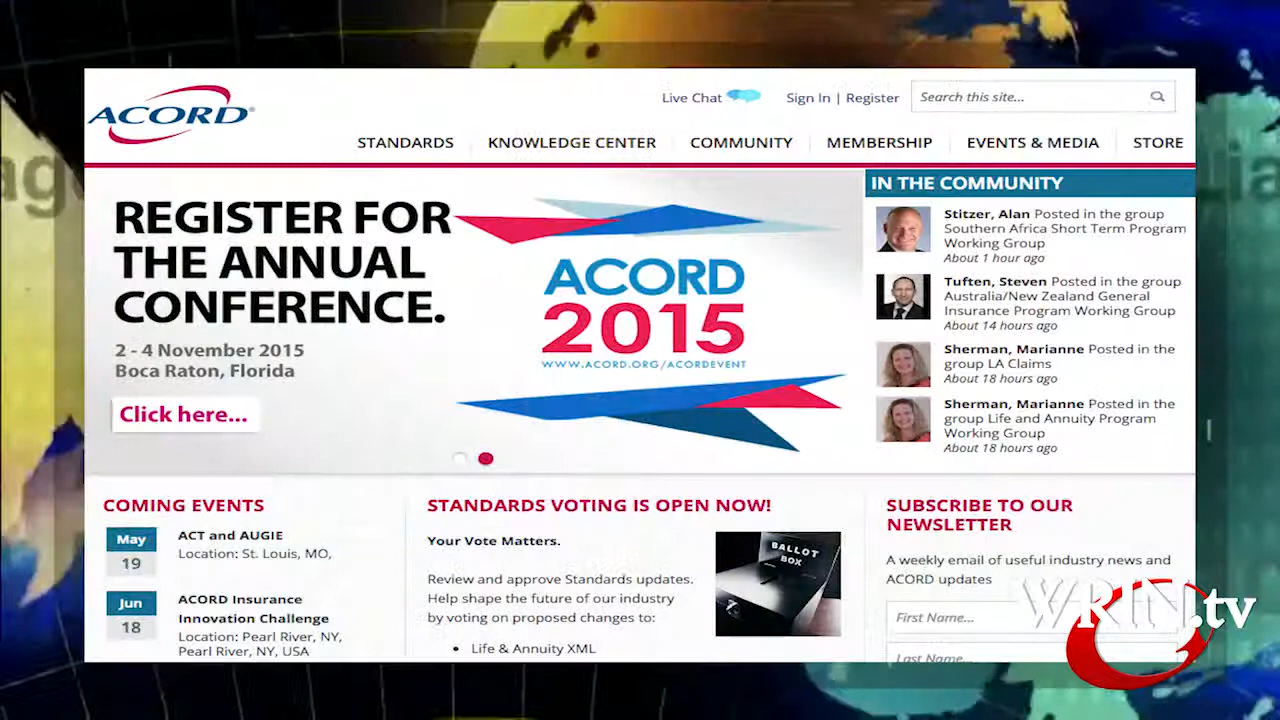 ACORD®
Live Chat
Sign In | Register
Search this site...
STANDARDS
KNOWLEDGE CENTER
COMMUNITY
MEMBERSHIP
EVENTS & MEDIA
STORE
REGISTER FOR
THE ANNUAL
CONFERENCE.
2 - 4 November 2015
Boca Raton, Florida
Click here...
ACORD
2015
WWW.ACORD.ORG/ACORDEVENT
IN THE COMMUNITY
Stitzer, Alan Posted in the group
Southern Africa Short Term Program
Working Group
About 1 hour ago
Tuften, Steven Posted in the group
Australia/New Zealand General
Insurance Program Working Group
About 14 hours ago
Sherman, Marianne Posted in the
group LA Claims
About 18 hours ago
Sherman, Marianne Posted in the
group Life and Annuity Program
Working Group
About 18 hours ago
COMING EVENTS
May
19
ACT and AUGIE
Location: St. Louis, MO,
Jun
18
ACORD Insurance
Innovation Challenge
Location: Pearl River, NY,
Pearl River, NY, USA
STANDARDS VOTING IS OPEN NOW!
Your Vote Matters.
Review and approve Standards updates.
Help shape the future of our industry
by voting on proposed changes to:
• Life & Annuity XML
BALLOT
BOX
SUBSCRIBE TO OUR
NEWSLETTER
A weekly email of useful industry news and
ACORD updates
First Name...
Last Name...
WRIN.tv